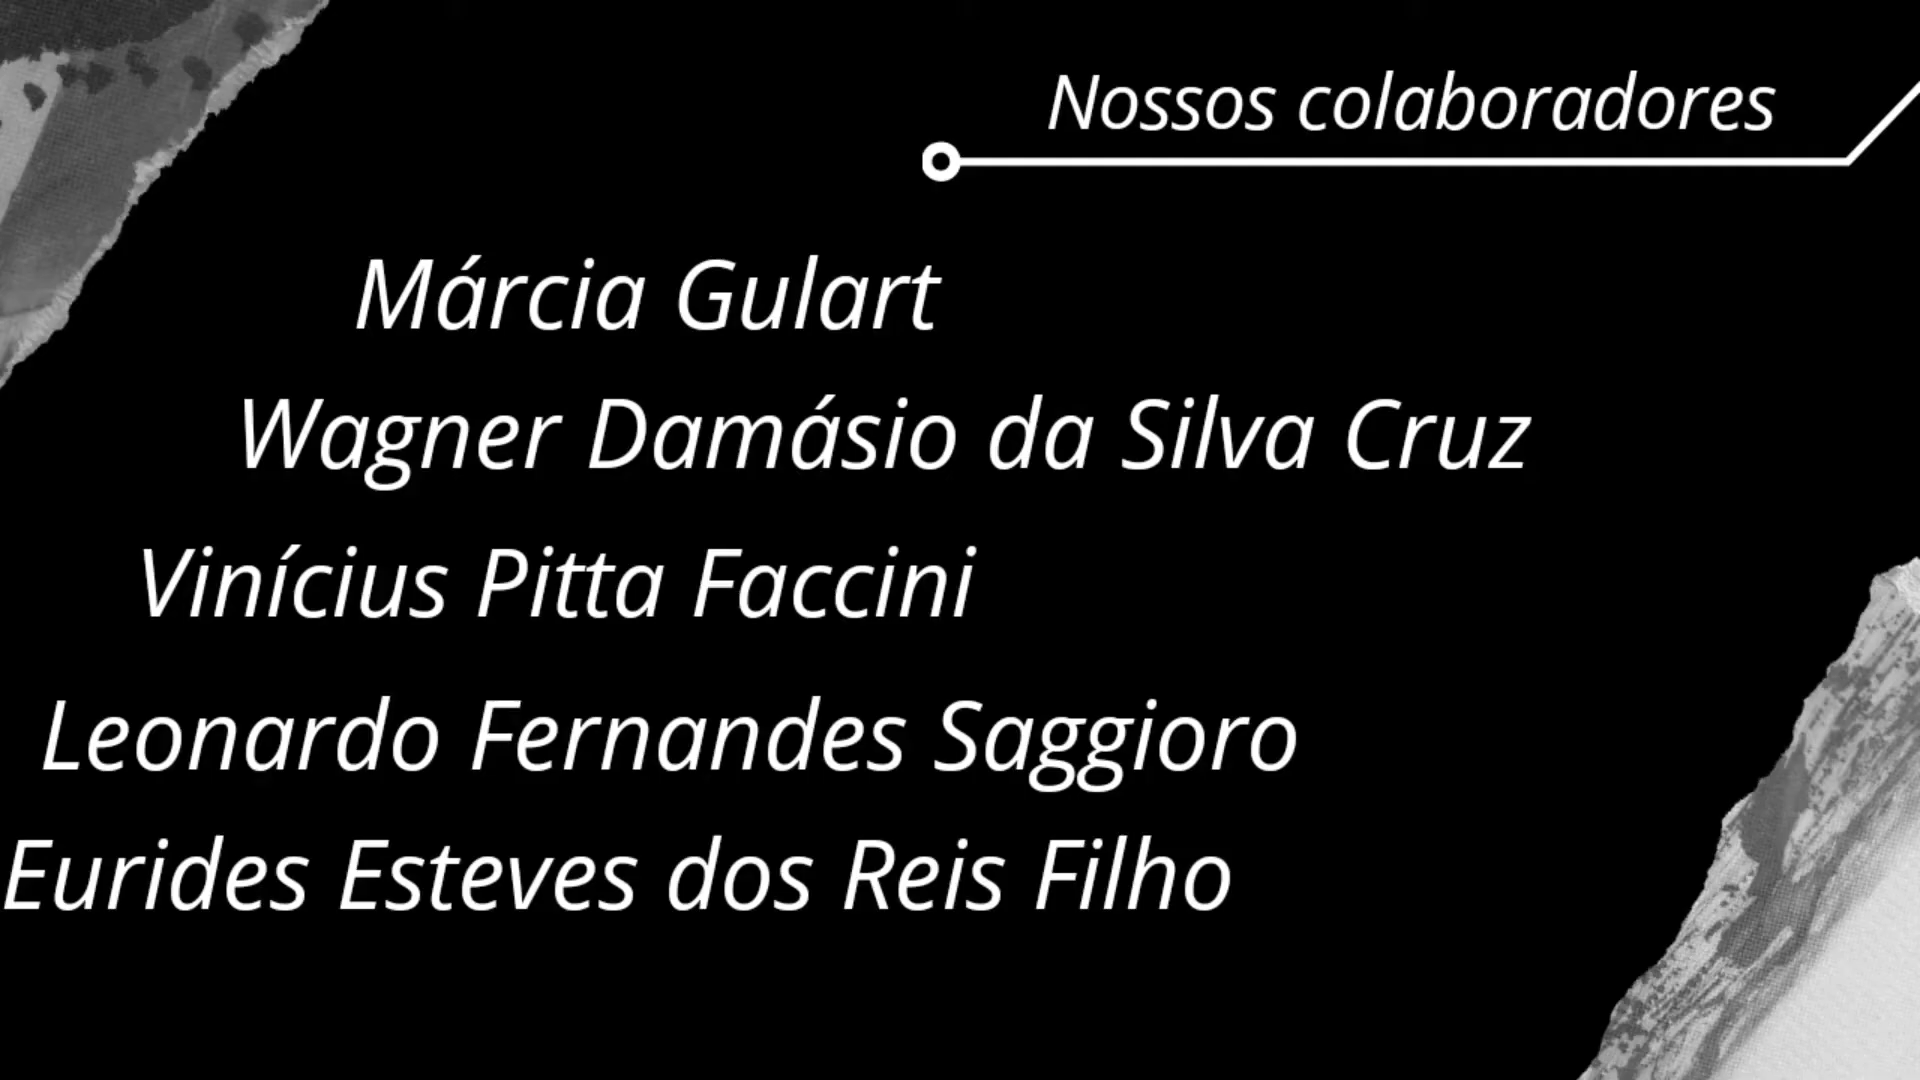 Nossos colaboradores
Márcia Gulart
Wagner Damásio da Silva Cruz
Vinícius Pitta Faccini
Leonardo Fernandes Saggioro
Eurides Esteves dos Reis Filho